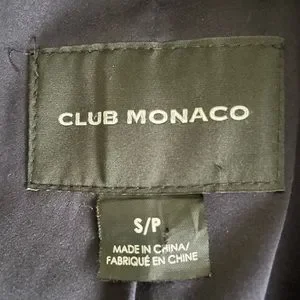 CLUB MONACO
S/P
MADE IN CHINA/
FABRIQUÉ EN CHINE